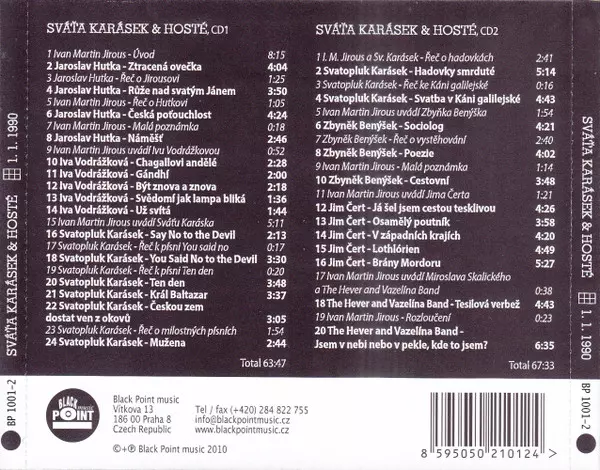 SVÁŤA KARÁSEK & HOSTÉ, CD1
1 Ivan Martin Jirous - Úvod 8:15
2 Jaroslav Hutka - Ztracená ovečka 4:04
3 Jaroslav Hutka - Řeč o Jirousovi 1:25
4 Jaroslav Hutka - Růže nad svatým Jánem 3:50
5 Ivan Martin Jirous - Řeč o Hutkovi 1:05
6 Jaroslav Hutka - Česká poťouchlost 4:24
7 Ivan Martin Jirous - Malá poznámka 0:18
8 Jaroslav Hutka - Náměšť 2:44
9 Ivan Martin Jirous uvádí Ivu Vodrážkovou 0:52
10 Iva Vodrážková - Chagallovi andělé 2:28
11 Iva Vodrážková - Gándhí 2:00
12 Iva Vodrážková - Být znova a znova 2:18
13 Iva Vodrážková - Svědomí jak lampa bliká 1:36
14 Iva Vodrážková - Už svítá 1:44
15 Ivan Martin Jirous uvádí Sváťu Karáska 5:11
16 Svatopluk Karásek - Say No to the Devil 2:13
17 Svatopluk Karásek - Řeč k písni You said no 0:17
18 Svatopluk Karásek - You Said No to the Devil 3:30
19 Svatopluk Karásek - Řeč k písni Ten den 0:20
20 Svatopluk Karásek - Ten den 3:48
21 Svatopluk Karásek - Král Baltazar 3:37
22 Svatopluk Karásek - Českou zem
dostat ven z okovů 3:05
23 Svatopluk Karásek - Řeč o milostných písních 1:54
24 Svatopluk Karásek - Mužena 2:44
Total 63:47
SVÁŤA KARÁSEK & HOSTÉ, CD2
1 I. M. Jirous a Sv. Karásek - Řeč o hadovkách 2:41
2 Svatopluk Karásek - Hadovky smrduté 5:14
3 Svatopluk Karásek - Řeč ke Káni galilejské 0:16
4 Svatopluk Karásek - Svatba v Káni galilejské 4:43
5 Ivan Martin Jirous uvádí Zbyňka Benýška 7:59
6 Zbyněk Benýšek - Sociolog 4:21
7 Zbyněk Benýšek - Řeč o vystěhování 2:40
8 Zbyněk Benýšek - Poezie 4:02
9 Ivan Martin Jirous - Malá poznámka 1:14
10 Zbyněk Benýšek - Cestovní 3:48
11 Ivan Martin Jirous uvádí Jima Čerta 1:21
12 Jim Čert - Já šel jsem cestou tesklivou 4:26
13 Jim Čert - Osamělý poutník 4:58
14 Jim Čert - V západních krajích 4:20
15 Jim Čert - Lothlórien 4:49
16 Jim Čert - Brány Mordoru 5:27
17 Ivan Martin Jirous uvádí Miroslava Skalického
a The Hever and Vazelína Band 0:38
18 The Hever and Vazelína Band - Tesilová verbež 4:43
19 Ivan Martin Jirous - Rozloučení 0:23
20 The Hever and Vazelína Band -
Jsem v nebi nebo v pekle, kde to jsem? 6:35
Total 67:33
SVÁŤA KARÁSEK & HOSTÉ
1. 1. 1990
BP 1001-2
SVÁŤA KARÁSEK & HOSTÉ
1. 1. 1990
BP 1001-2
BLACK
music
POINT
Black Point music
Vítkova 13
186 00 Praha 8
Czech Republic
Tel / fax (+420) 284 822 755
info@blackpointmusic.cz
www.blackpointmusic.cz
©+℗ Black Point music 2010
8 595050 210124 >